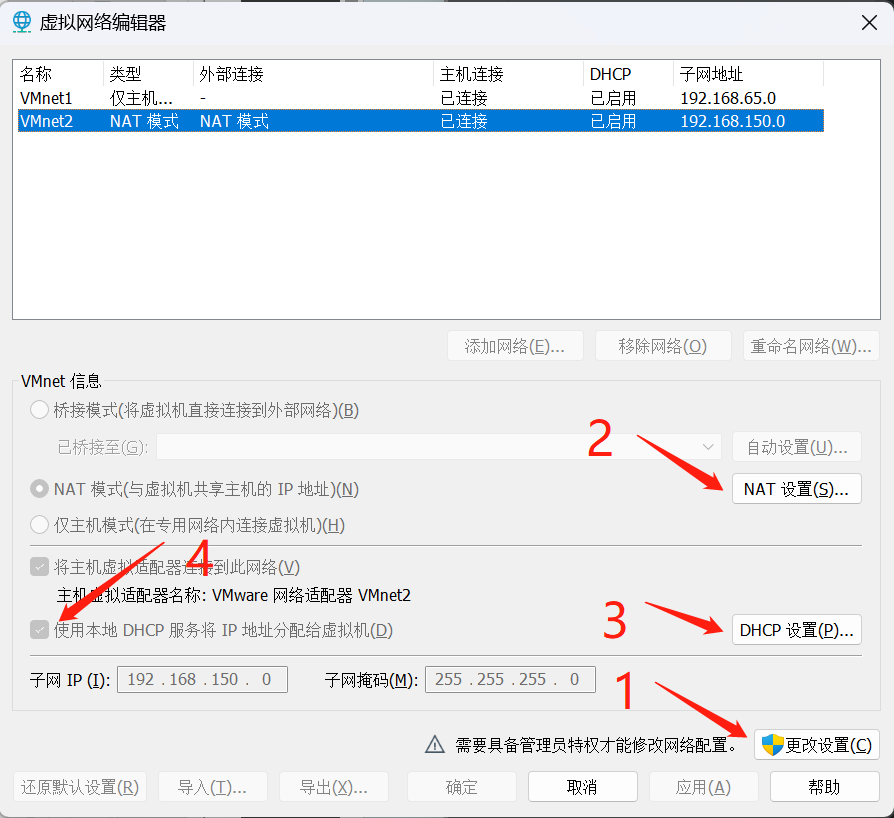 虚拟网络编辑器
名称 类型 外部连接 主机连接 DHCP 子网地址
VMnet1 仅主机... - 已连接 已启用 192.168.65.0
VMnet2 NAT 模式 NAT 模式 已连接 已启用 192.168.150.0
添加网络(E)... 移除网络(O) 重命名网络(W)...
VMnet 信息
桥接模式(将虚拟机直接连接到外部网络)(B)
已桥接至(G): 自动设置(U)...
2
NAT 模式(与虚拟机共享主机的 IP 地址)(N) NAT 设置(S)...
仅主机模式(在专用网络内连接虚拟机)(H)
4
将主机虚拟适配器连接到此网络(V)
主机虚拟适配器名称: VMware 网络适配器 VMnet2
3
使用本地 DHCP 服务将 IP 地址分配给虚拟机(D) DHCP 设置(P)...
子网 IP (I): 192 . 168 . 150 . 0 子网掩码(M): 255 . 255 . 255 . 0
1
需要具备管理员特权才能修改网络配置。 更改设置(C)
还原默认设置(R) 导入(T)... 导出(X)... 确定 取消 应用(A) 帮助